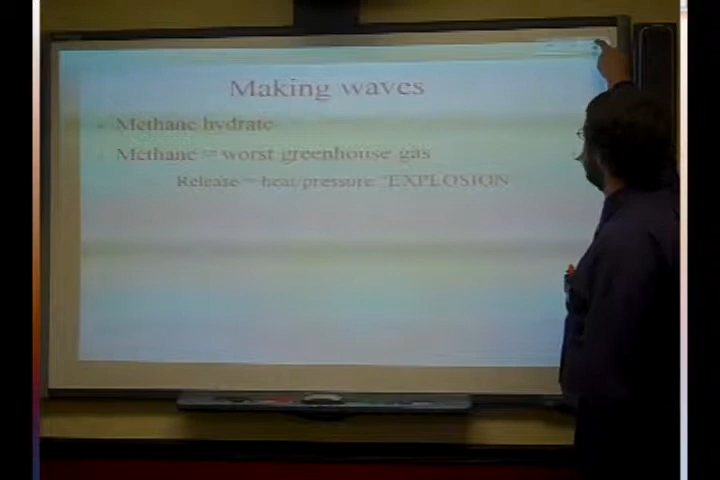 Making waves
Methane hydrate
Methane = worst greenhouse gas
Release = heat/pressure "EXPLOSION